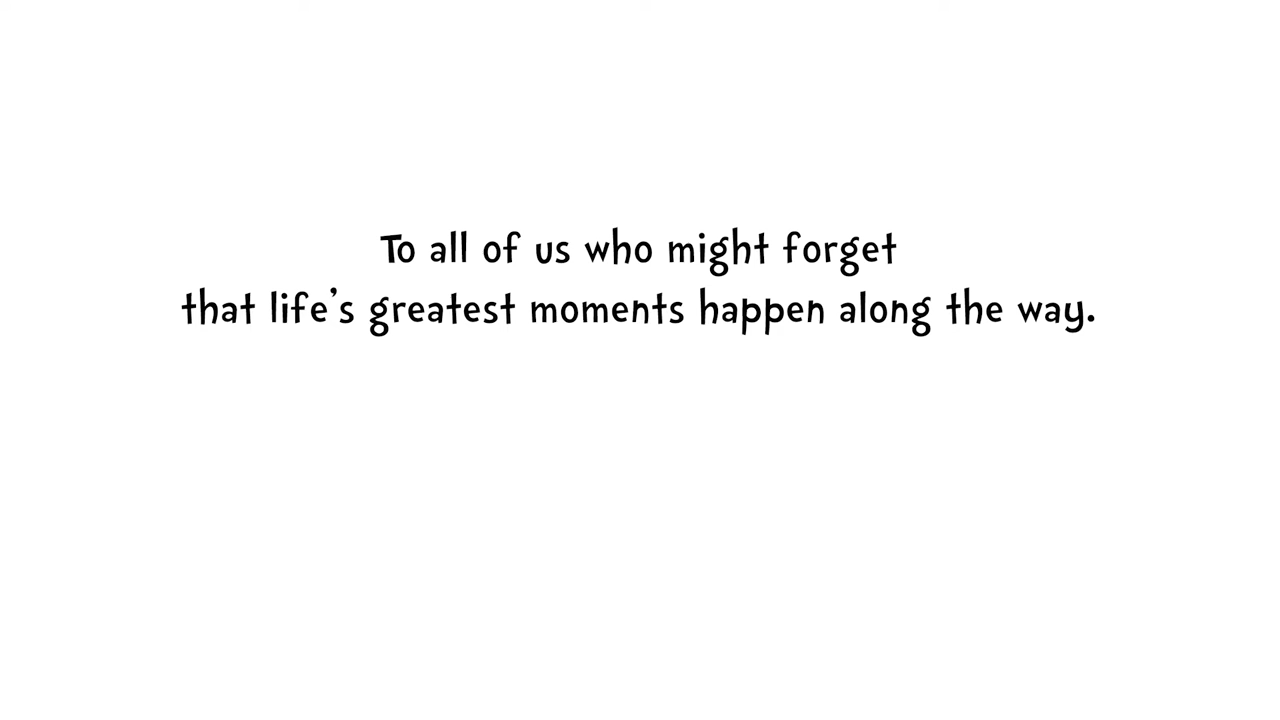 To all of us who might forget
that life’s greatest moments happen along the way.